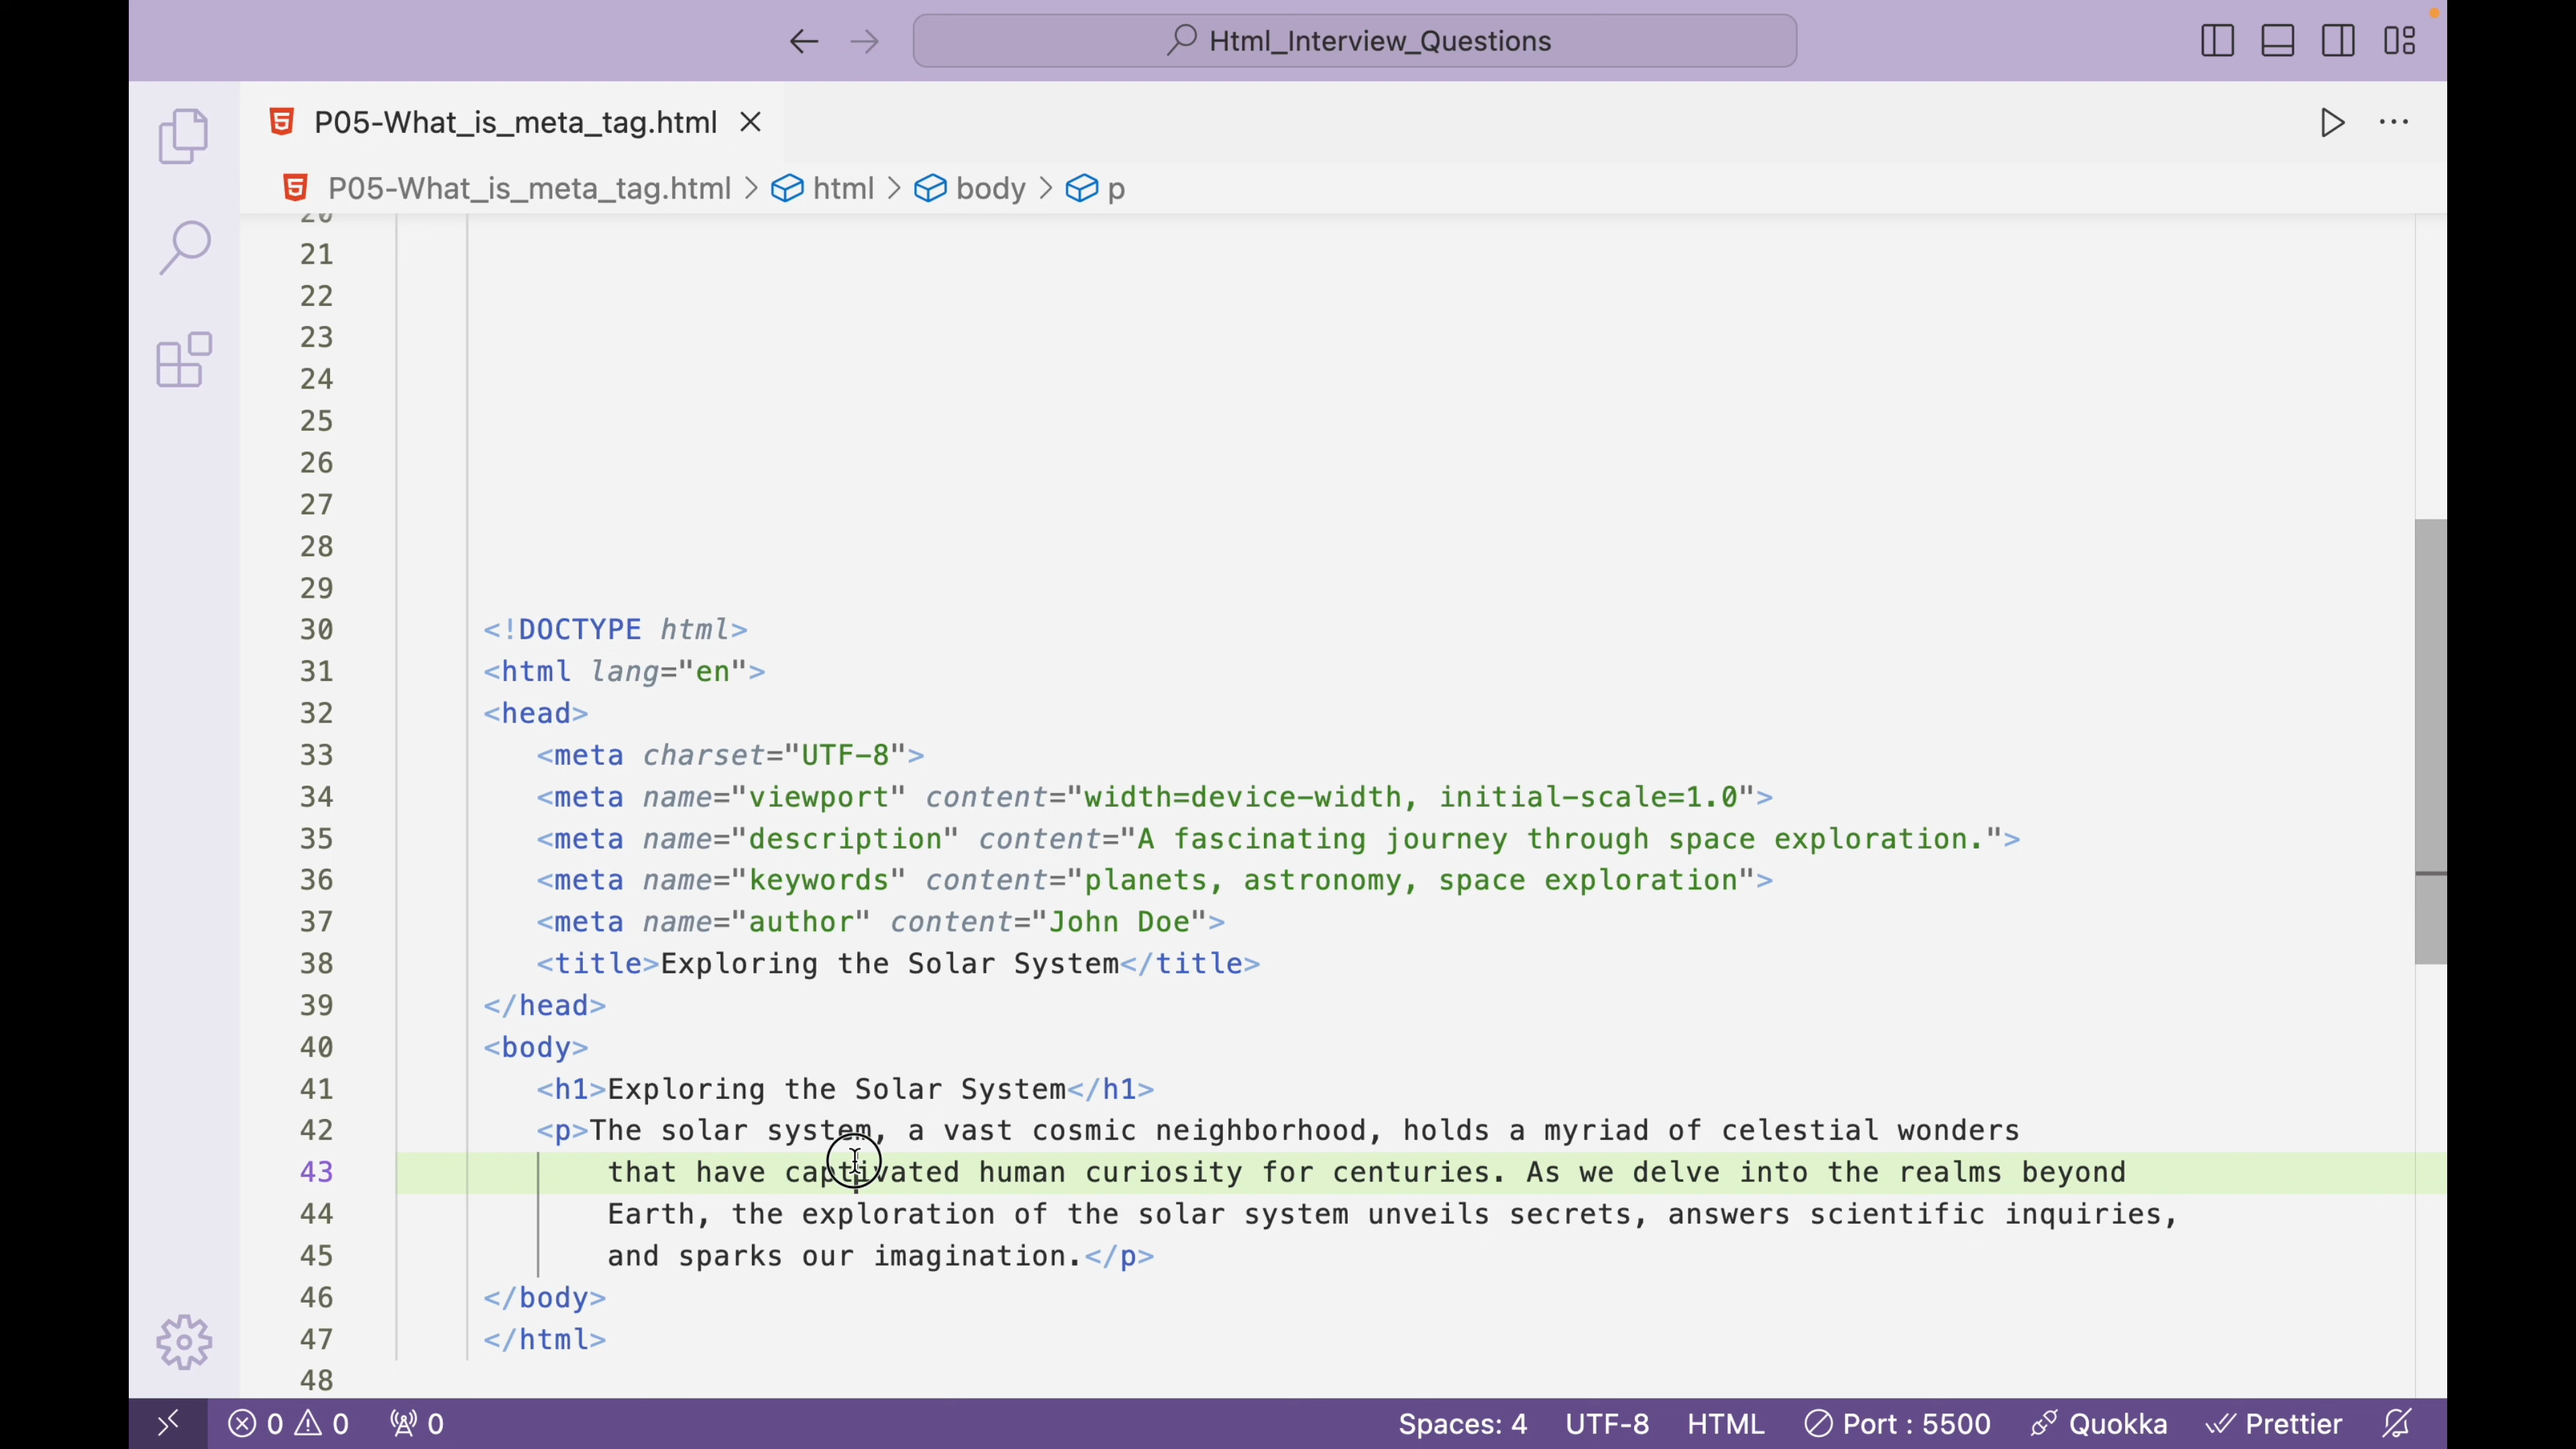 Html_Interview_Questions
P05-What_is_meta_tag.html
P05-What_is_meta_tag.html > html > body > p
20
21
22
23
24
25
26
27
28
29
30 <!DOCTYPE html>
31 <html lang="en">
32 <head>
33 <meta charset="UTF-8">
34 <meta name="viewport" content="width=device-width, initial-scale=1.0">
35 <meta name="description" content="A fascinating journey through space exploration.">
36 <meta name="keywords" content="planets, astronomy, space exploration">
37 <meta name="author" content="John Doe">
38 <title>Exploring the Solar System</title>
39 </head>
40 <body>
41 <h1>Exploring the Solar System</h1>
42 <p>The solar system, a vast cosmic neighborhood, holds a myriad of celestial wonders
43 that have captivated human curiosity for centuries. As we delve into the realms beyond
44 Earth, the exploration of the solar system unveils secrets, answers scientific inquiries,
45 and sparks our imagination.</p>
46 </body>
47 </html>
48
0 0 0 Spaces: 4 UTF-8 HTML Port : 5500 Quokka Prettier